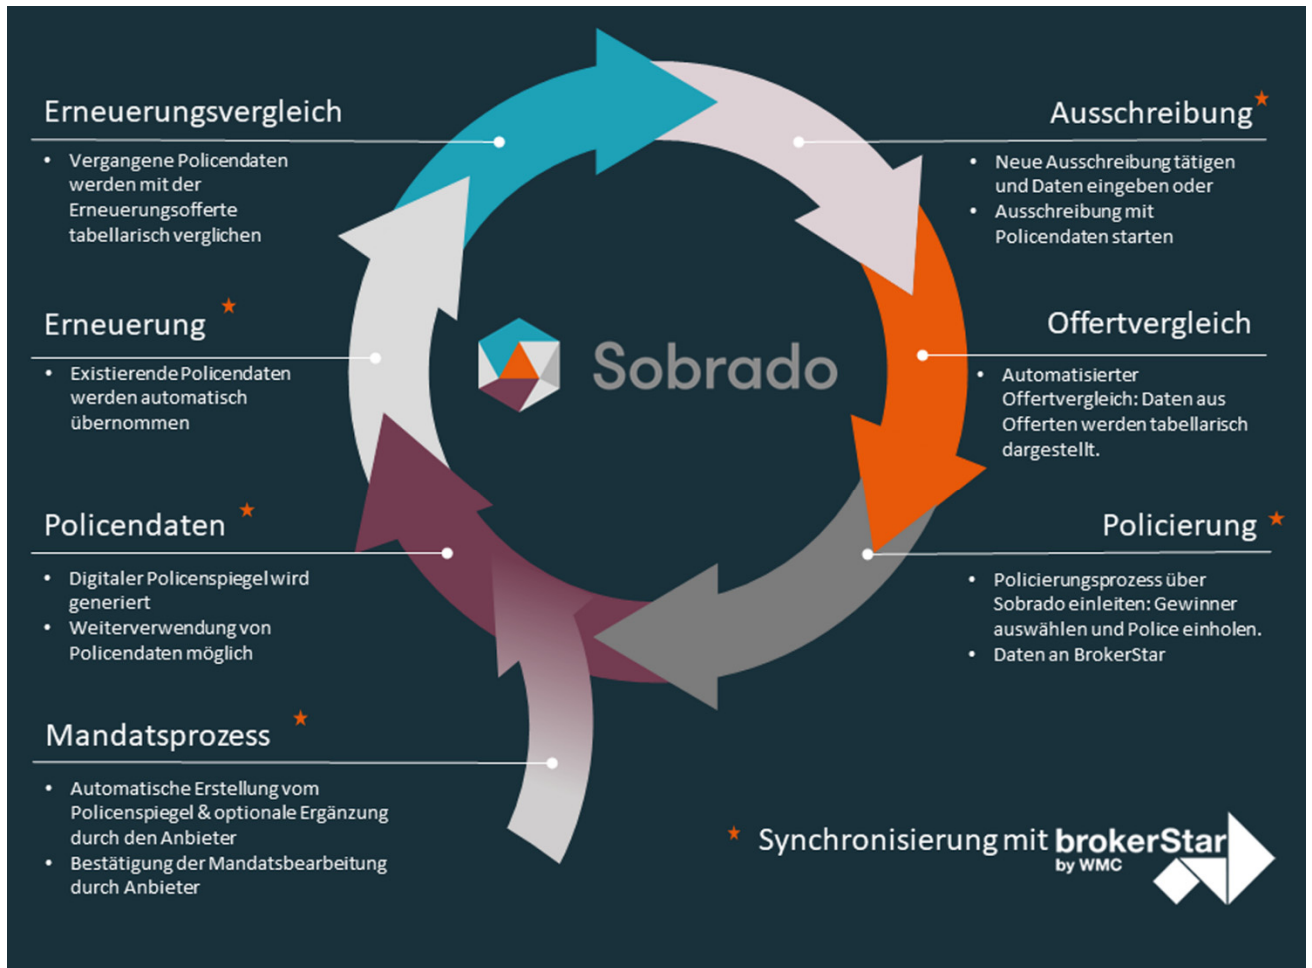 Erneuerungsvergleich
• Vergangene Policendaten
werden mit der
Erneuerungsofferte
tabellarisch verglichen
Erneuerung
• Existierende Policendaten
werden automatisch
übernommen
Policendaten
• Digitaler Policenspiegel wird
generiert
• Weiterverwendung von
Policendaten möglich
Mandatsprozess
• Automatische Erstellung vom
Policenspiegel & optionale Ergänzung
durch den Anbieter
• Bestätigung der Mandatsbearbeitung
durch Anbieter
Sobrado
Ausschreibung
• Neue Ausschreibung tätigen
und Daten eingeben oder
• Ausschreibung mit
Policendaten starten
Offertvergleich
• Automatisierter
Offertvergleich: Daten aus
Offerten werden tabellarisch
dargestellt.
Policierung
• Policierungsprozess über
Sobrado einleiten: Gewinner
auswählen und Police einholen.
• Daten an BrokerStar
Synchronisierung mit brokerStar
by WMC